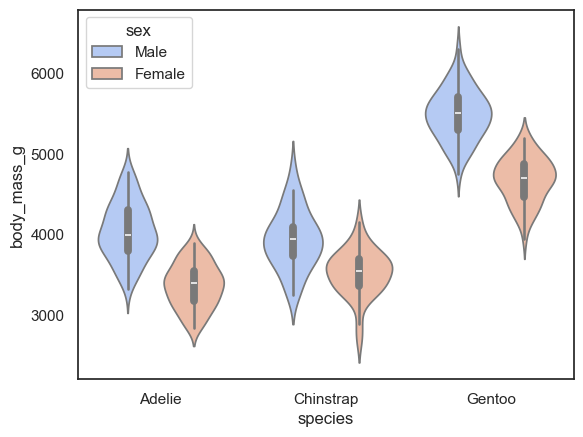 sex
Male
Female
body_mass_g
6000
5000
4000
3000
Adelie Chinstrap Gentoo
species